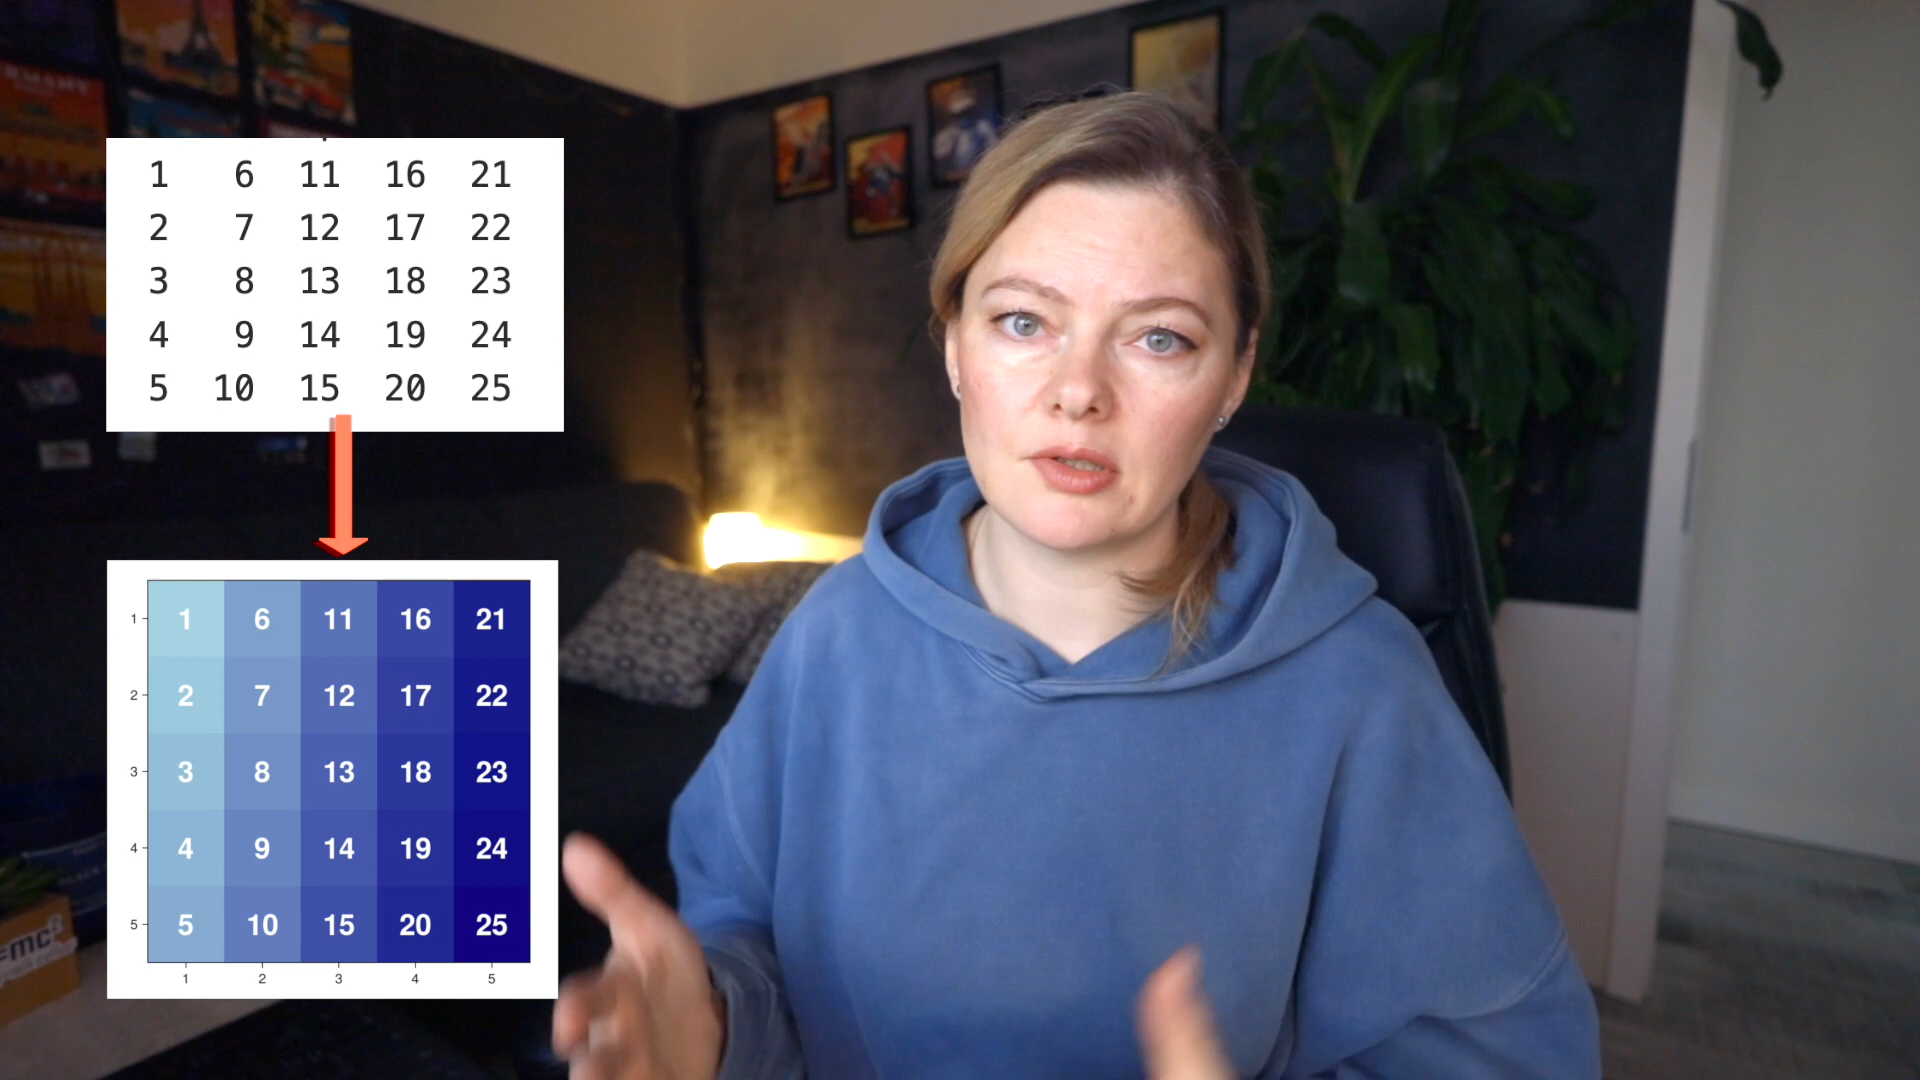 1 6 11 16 21
2 7 12 17 22
3 8 13 18 23
4 9 14 19 24
5 10 15 20 25
1 1 6 11 16 21
2 2 7 12 17 22
3 3 8 13 18 23
4 4 9 14 19 24
5 5 10 15 20 25
1 2 3 4 5